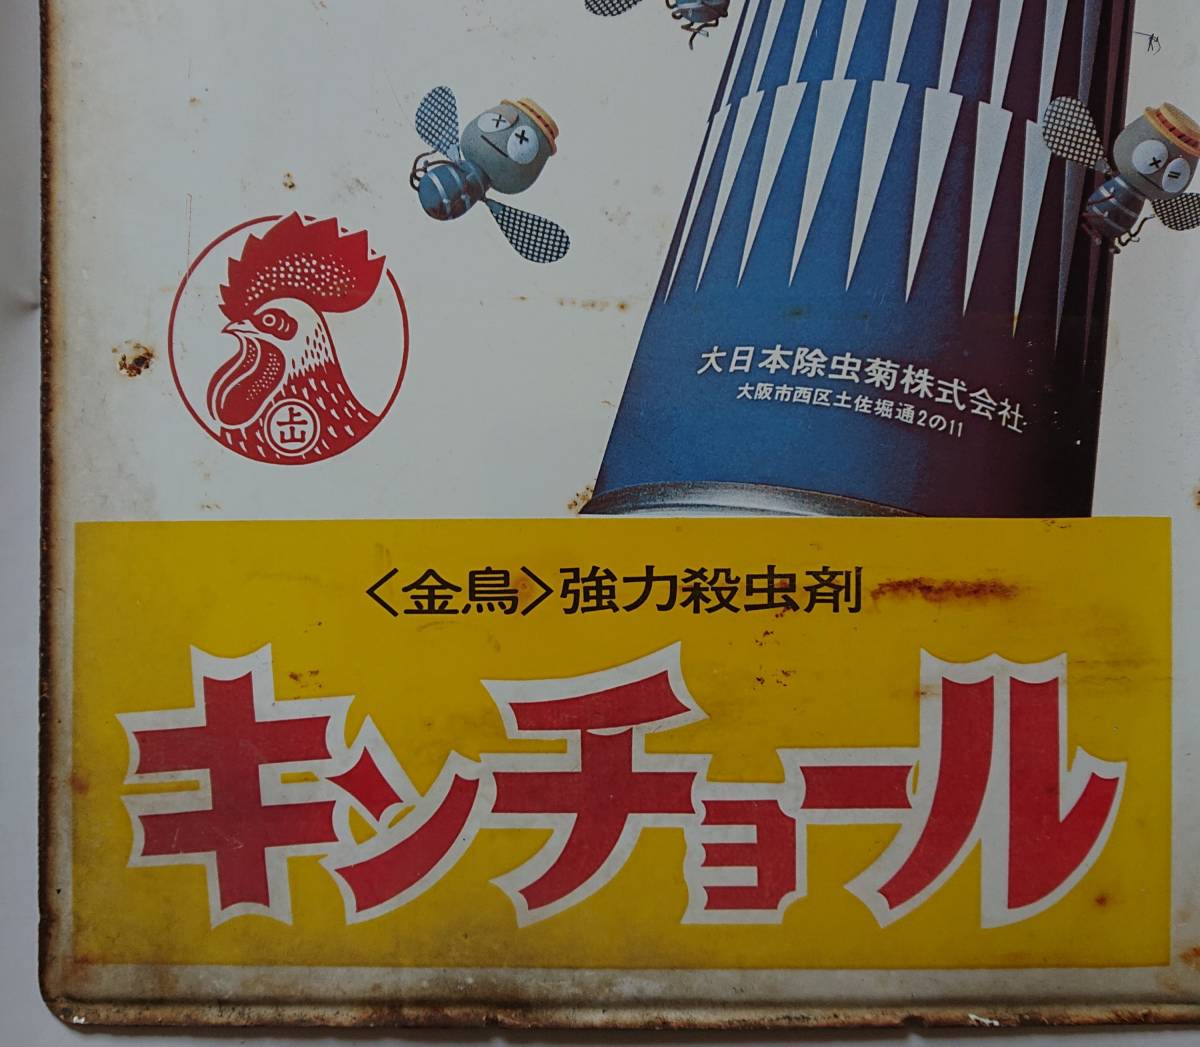 上山
大日本除虫菊株式会社
大阪市西区土佐堀通2の11
〈金鳥〉強力殺虫剤
キンチョール